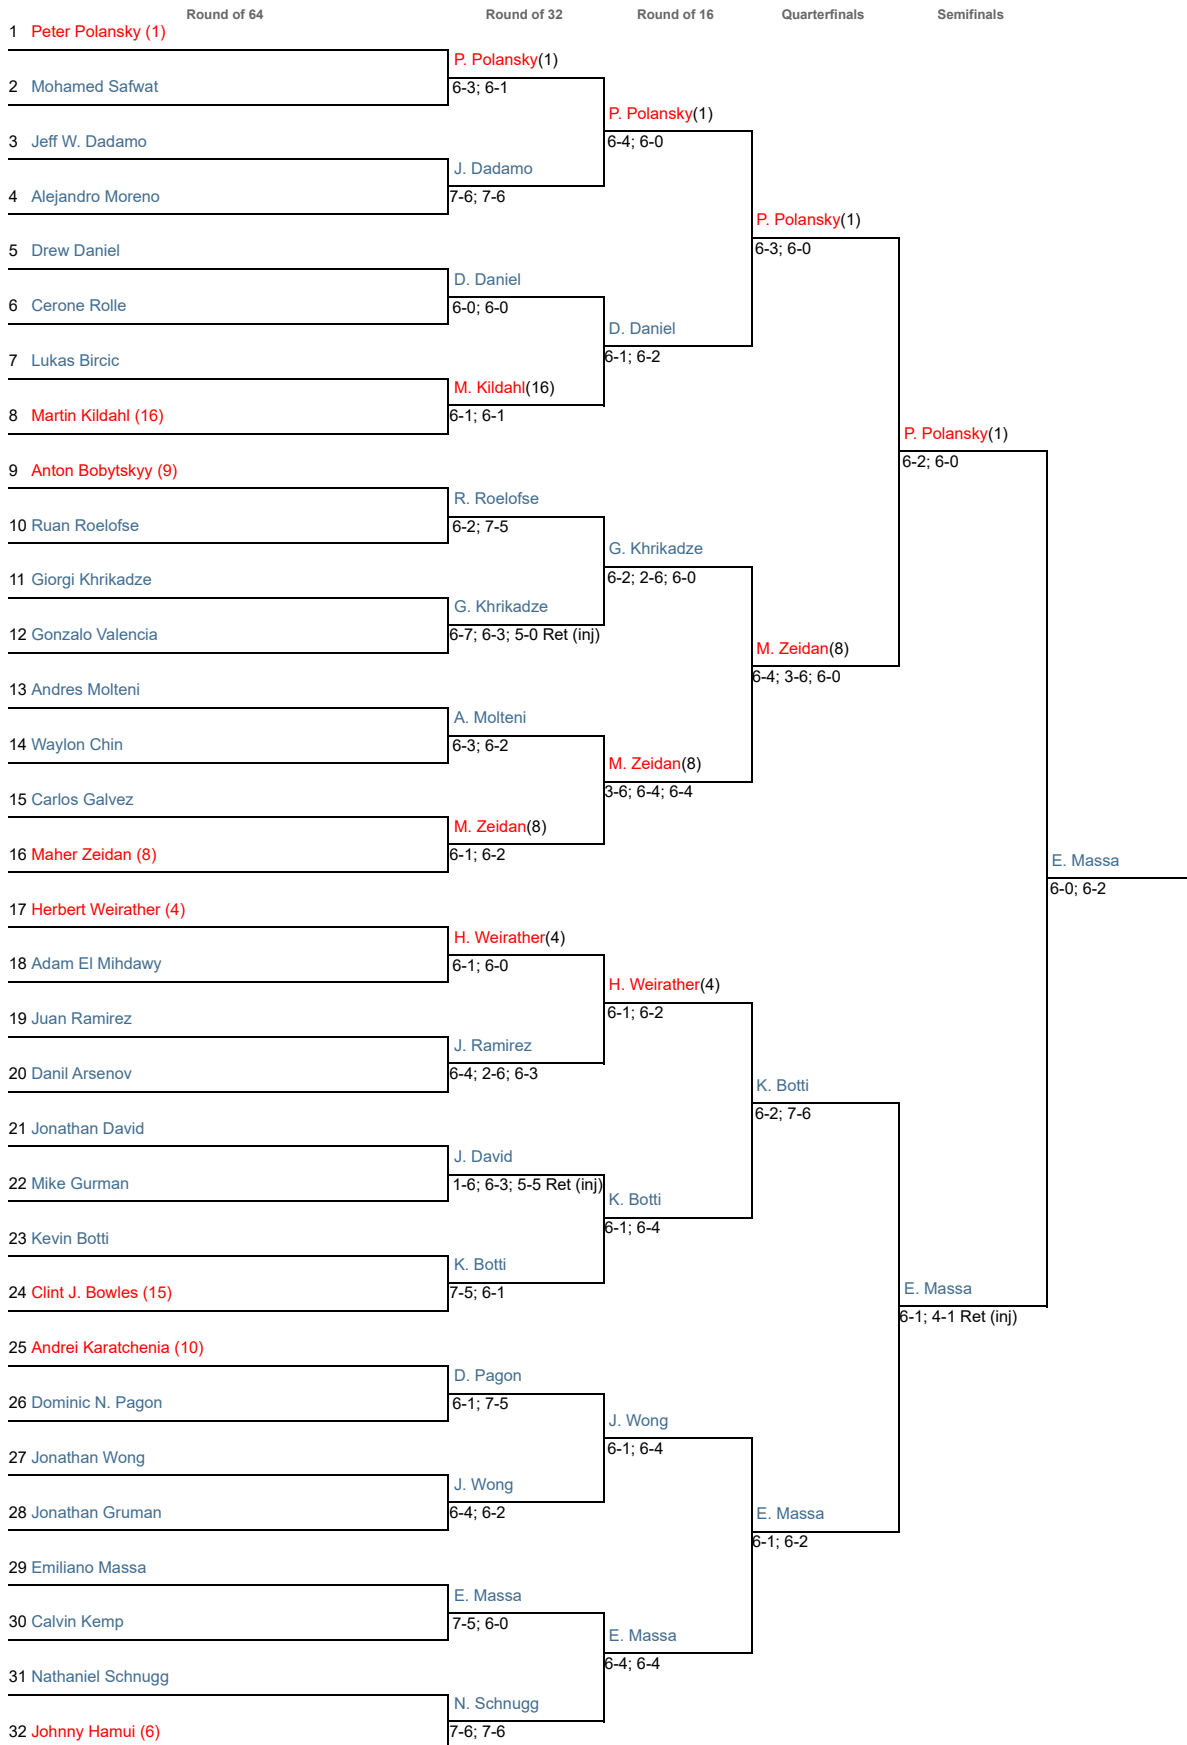 Round of 64 Round of 32 Round of 16 Quarterfinals Semifinals
1 Peter Polansky (1)
P. Polansky(1)
2 Mohamed Safwat
6-3; 6-1
P. Polansky(1)
3 Jeff W. Dadamo
6-4; 6-0
J. Dadamo
4 Alejandro Moreno
7-6; 7-6
P. Polansky(1)
5 Drew Daniel
6-3; 6-0
D. Daniel
6 Cerone Rolle
6-0; 6-0
D. Daniel
7 Lukas Bircic
6-1; 6-2
M. Kildahl(16)
8 Martin Kildahl (16)
6-1; 6-1
P. Polansky(1)
6-2; 6-0
9 Anton Bobytskyy (9)
R. Roelofse
10 Ruan Roelofse
6-2; 7-5
G. Khrikadze
11 Giorgi Khrikadze
6-2; 2-6; 6-0
G. Khrikadze
12 Gonzalo Valencia
6-7; 6-3; 5-0 Ret (inj)
M. Zeidan(8)
6-4; 3-6; 6-0
13 Andres Molteni
A. Molteni
14 Waylon Chin
6-3; 6-2
M. Zeidan(8)
15 Carlos Galvez
3-6; 6-4; 6-4
M. Zeidan(8)
16 Maher Zeidan (8)
6-1; 6-2
E. Massa
6-0; 6-2
17 Herbert Weirather (4)
H. Weirather(4)
18 Adam El Mihdawy
6-1; 6-0
H. Weirather(4)
19 Juan Ramirez
6-1; 6-2
J. Ramirez
20 Danil Arsenov
6-4; 2-6; 6-3
K. Botti
6-2; 7-6
21 Jonathan David
J. David
22 Mike Gurman
1-6; 6-3; 5-5 Ret (inj)
K. Botti
23 Kevin Botti
6-1; 6-4
K. Botti
24 Clint J. Bowles (15)
7-5; 6-1
E. Massa
6-1; 4-1 Ret (inj)
25 Andrei Karatchenia (10)
D. Pagon
26 Dominic N. Pagon
6-1; 7-5
J. Wong
27 Jonathan Wong
6-1; 6-4
J. Wong
28 Jonathan Gruman
6-4; 6-2
E. Massa
6-1; 6-2
29 Emiliano Massa
E. Massa
30 Calvin Kemp
7-5; 6-0
E. Massa
31 Nathaniel Schnugg
6-4; 6-4
N. Schnugg
32 Johnny Hamui (6)
7-6; 7-6